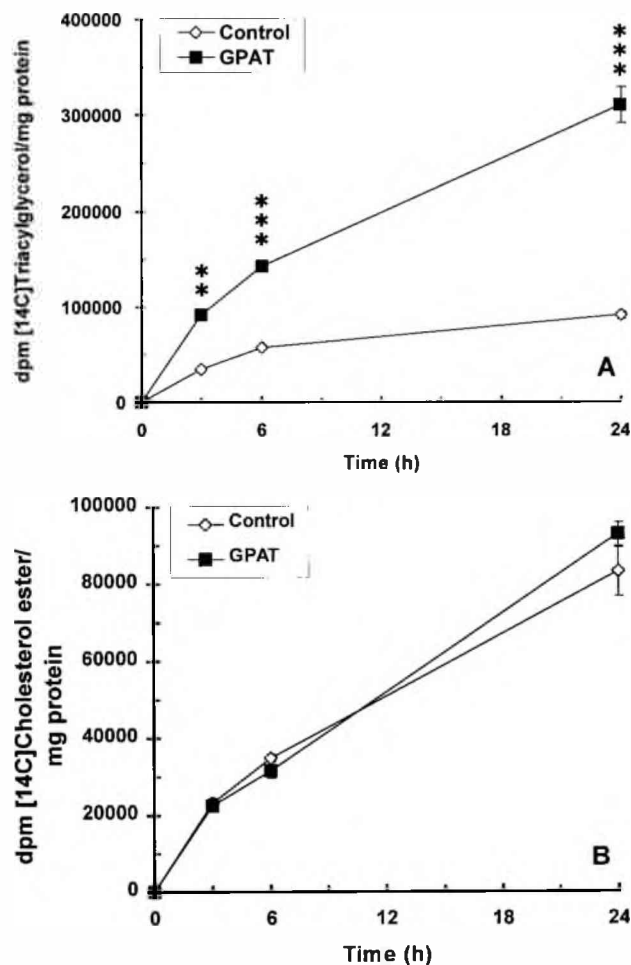 Control
GPAT
dpm [14C]Triacylglycerol/mg protein
400000
300000
200000
100000
0
**
***
***
A
0 6 12 18 24
Time (h)
Control
GPAT
dpm [14C]Cholesterol ester/
mg protein
100000
80000
60000
40000
20000
0
B
0 6 12 18 24
Time (h)